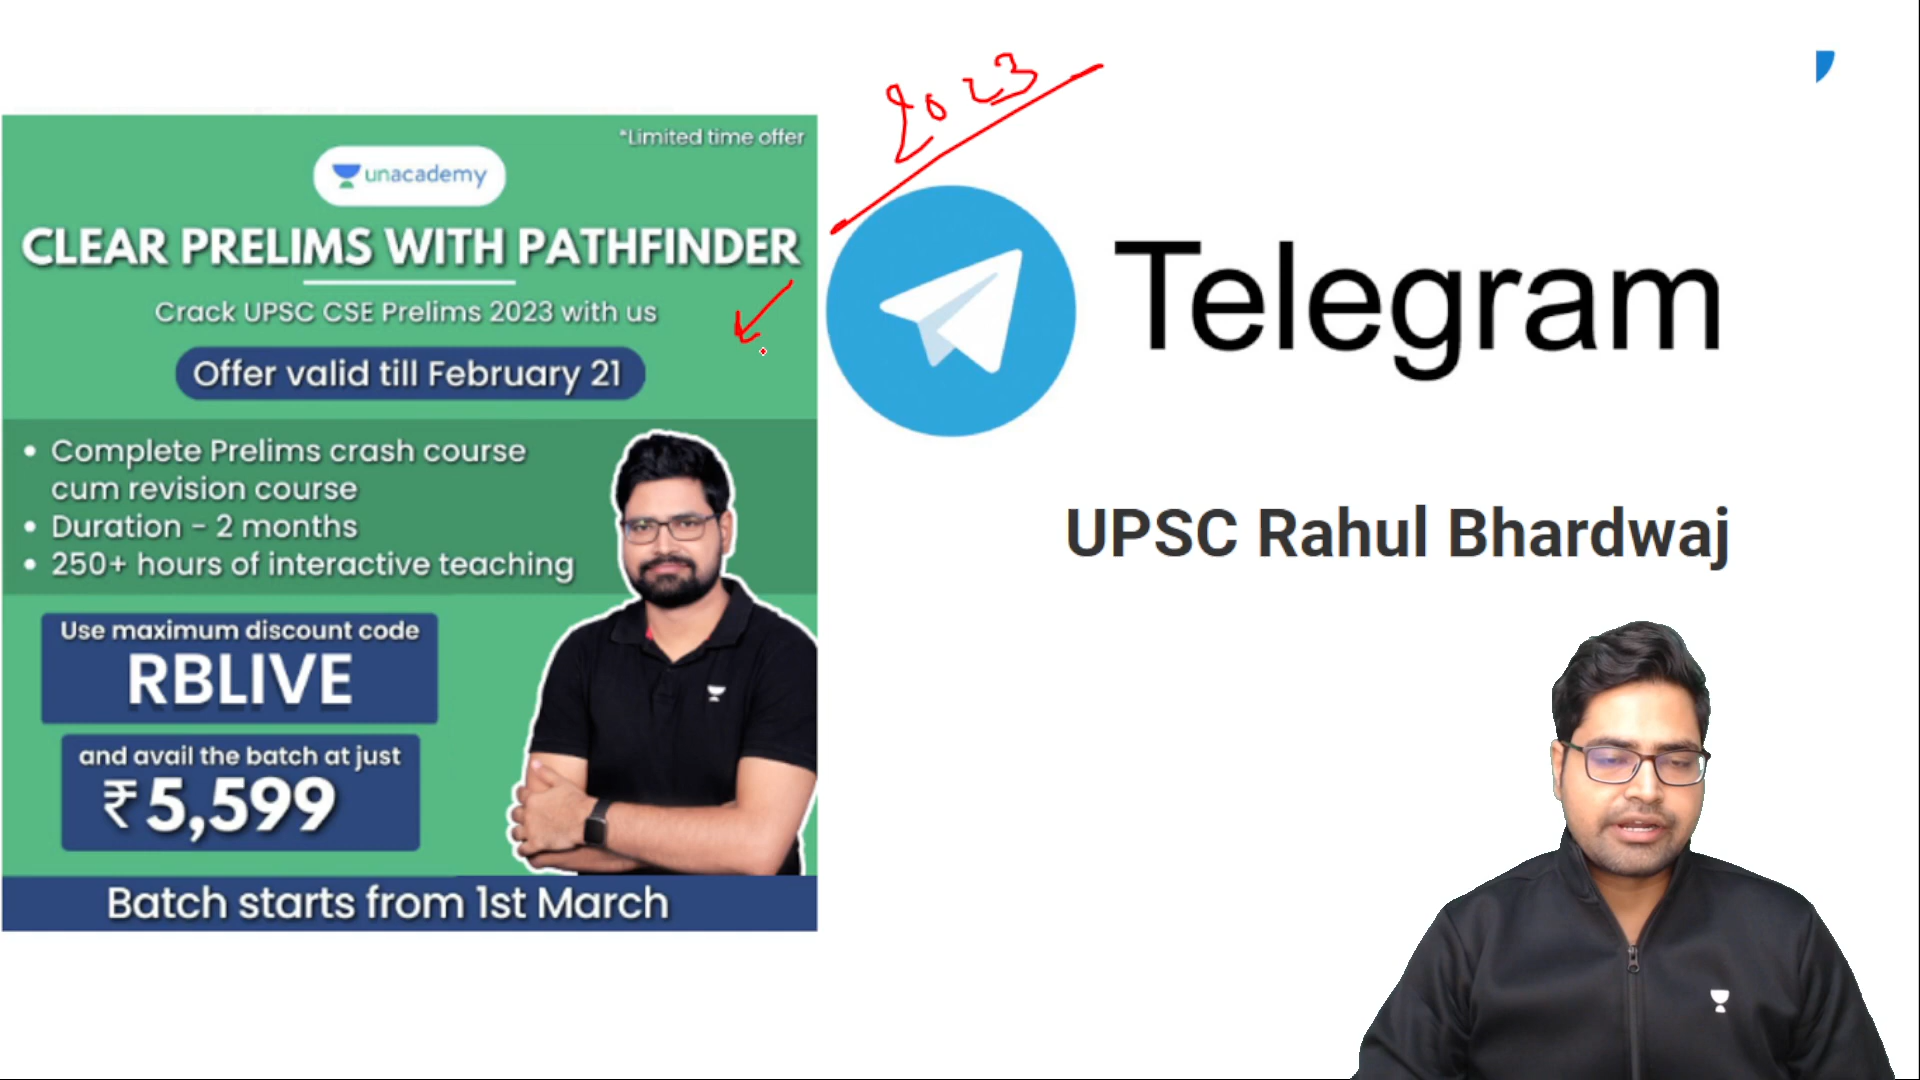 *Limited time offer
unacademy
CLEAR PRELIMS WITH PATHFINDER
Crack UPSC CSE Prelims 2023 with us
Offer valid till February 21
• Complete Prelims crash course
cum revision course
• Duration - 2 months
• 250+ hours of interactive teaching
Use maximum discount code
RBLIVE
and avail the batch at just
₹5,599
Batch starts from 1st March
2023
Telegram
UPSC Rahul Bhardwaj